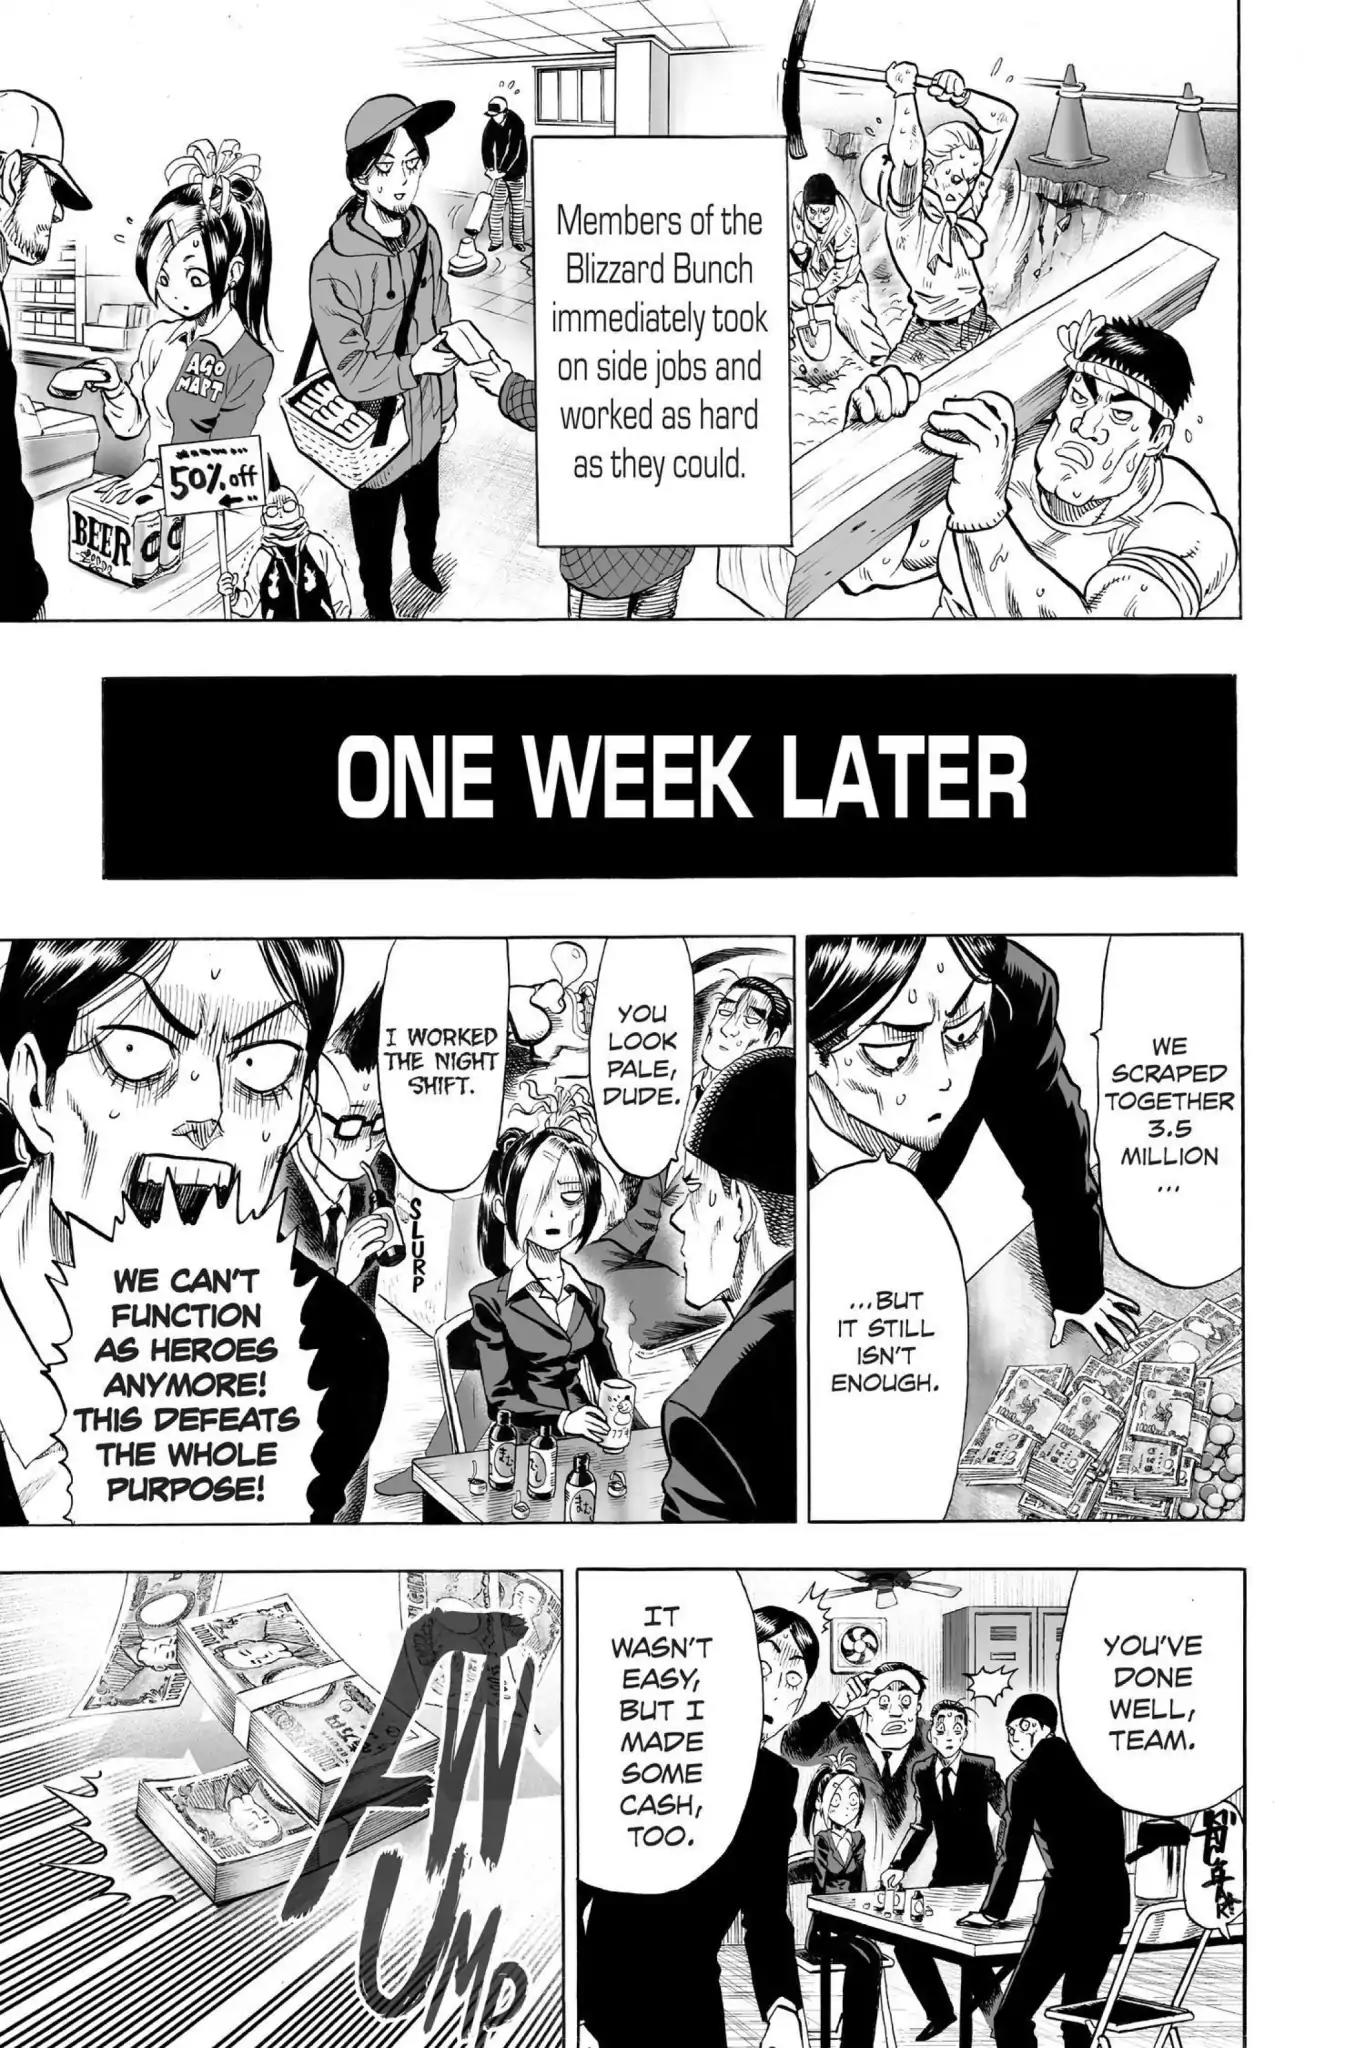 Members of the
Blizzard Bunch
immediately took
on side jobs and
worked as hard
as they could.
AGO
MART
50% off
BEER
ONE WEEK LATER
WE
SCRAPED
TOGETHER
3.5
MILLION
...
...BUT
IT STILL
ISN'T
ENOUGH.
YOU
LOOK
PALE,
DUDE.
I WORKED
THE NIGHT
SHIFT.
SLURP
WE CAN'T
FUNCTION
AS HEROES
ANYMORE!
THIS DEFEATS
THE WHOLE
PURPOSE!
YOU'VE
DONE
WELL,
TEAM.
IT
WASN'T
EASY,
BUT I
MADE
SOME
CASH,
TOO.
FWUMP